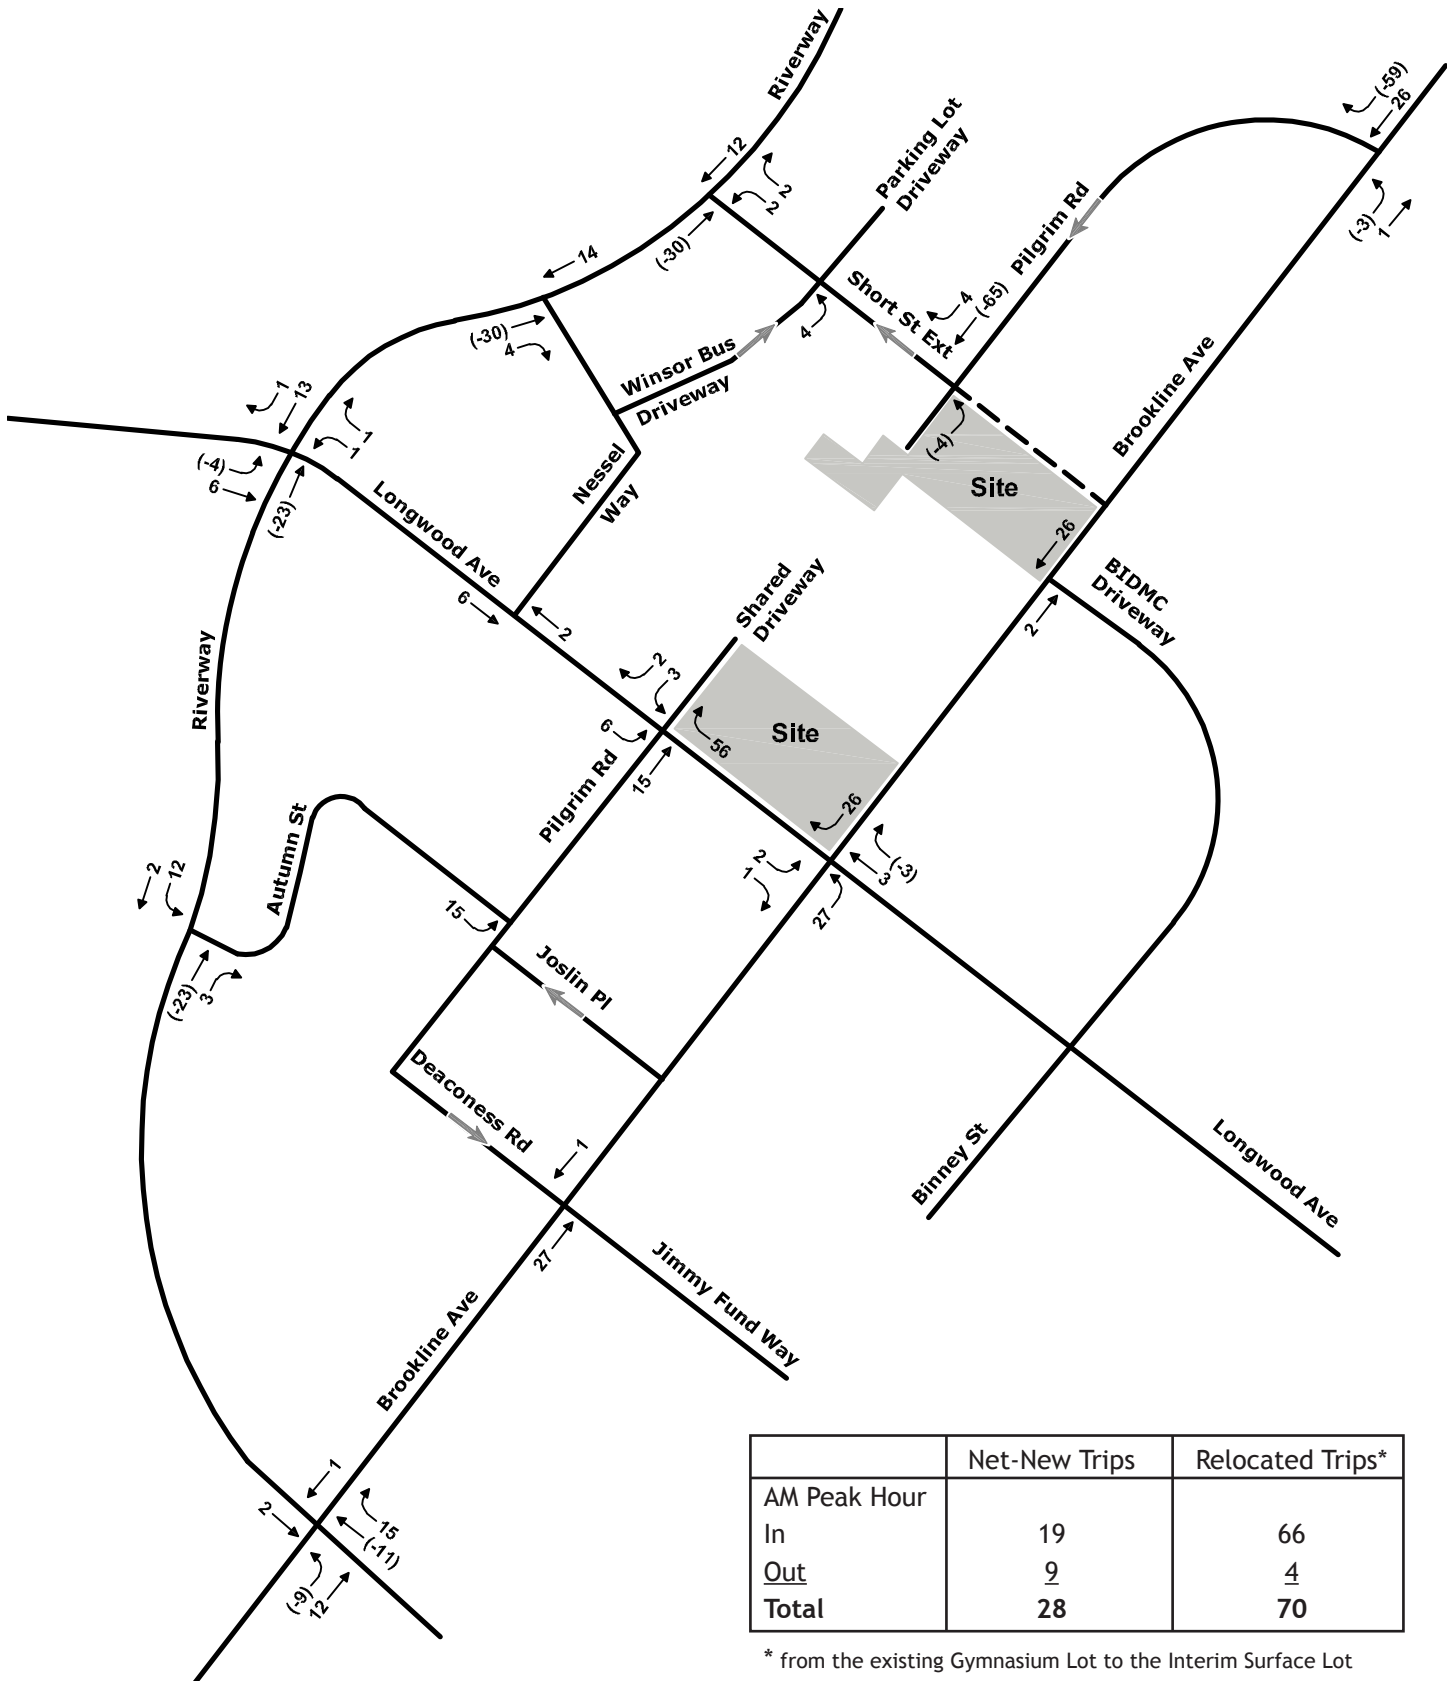 Riverway
(-59)
26
12
2
2
(-30)
Parking Lot
Driveway
Pilgrim Rd
(-3)
1
14
(-30)
4
4
Short St Ext
4
(-65)
Winsor Bus
Driveway
Brookline Ave
1
13
1
1
(-4)
6
(-23)
(-4)
Site
Nessel
Way
Longwood Ave
26
BIDMC
Driveway
6
2
Shared
Driveway
2
Riverway
2
3
6
56
Site
15
Pilgrim Rd
26
Autumn St
2
12
2
1
(-3)
3
27
15
(-23)
3
Joslin Pl
Deaconess Rd
1
Binney St
Longwood Ave
27
Jimmy Fund Way
Brookline Ave
1
2
15
(-11)
(-9)
12
Net-New Trips Relocated Trips*
AM Peak Hour
In 19 66
Out 9 4
Total 28 70
* from the existing Gymnasium Lot to the Interim Surface Lot